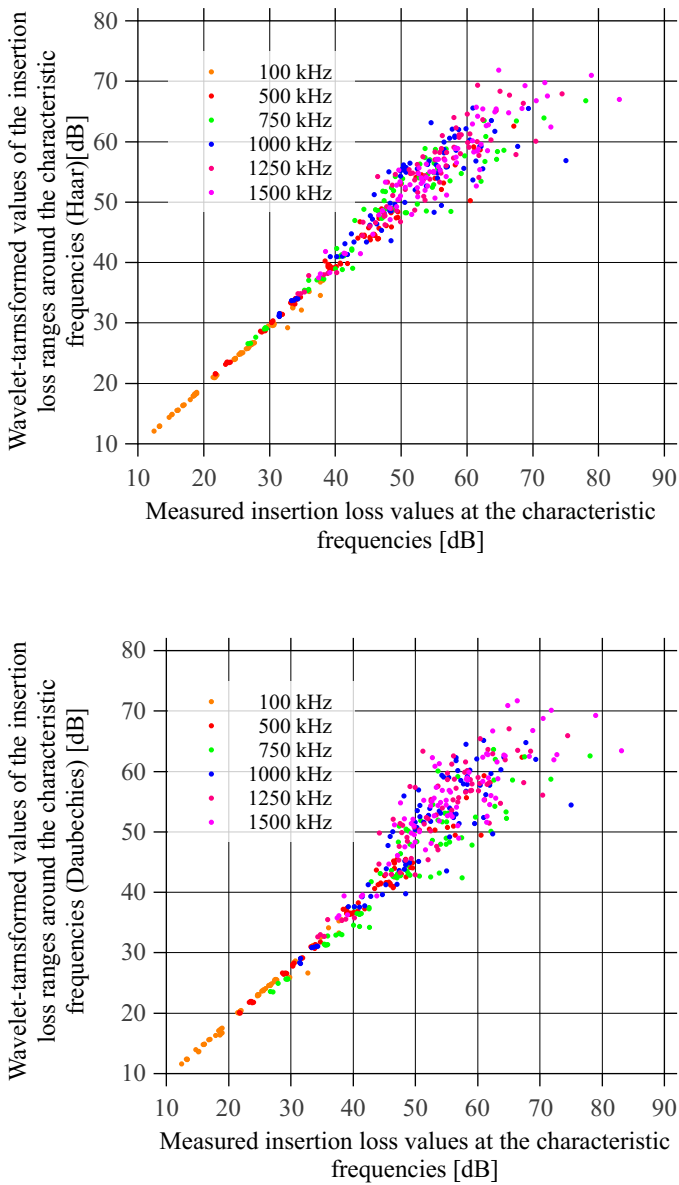 Wavelet-tarnsformed values of the insertion
loss ranges around the characteristic
frequencies (Haar)[dB]
80
70
60
50
40
30
20
10
100 kHz
500 kHz
750 kHz
1000 kHz
1250 kHz
1500 kHz
10 20 30 40 50 60 70 80 90
Measured insertion loss values at the characteristic
frequencies [dB]
Wavelet-tarnsformed values of the insertion
loss ranges around the characteristic
frequencies (Daubechies) [dB]
80
70
60
50
40
30
20
10
100 kHz
500 kHz
750 kHz
1000 kHz
1250 kHz
1500 kHz
10 20 30 40 50 60 70 80 90
Measured insertion loss values at the characteristic
frequencies [dB]